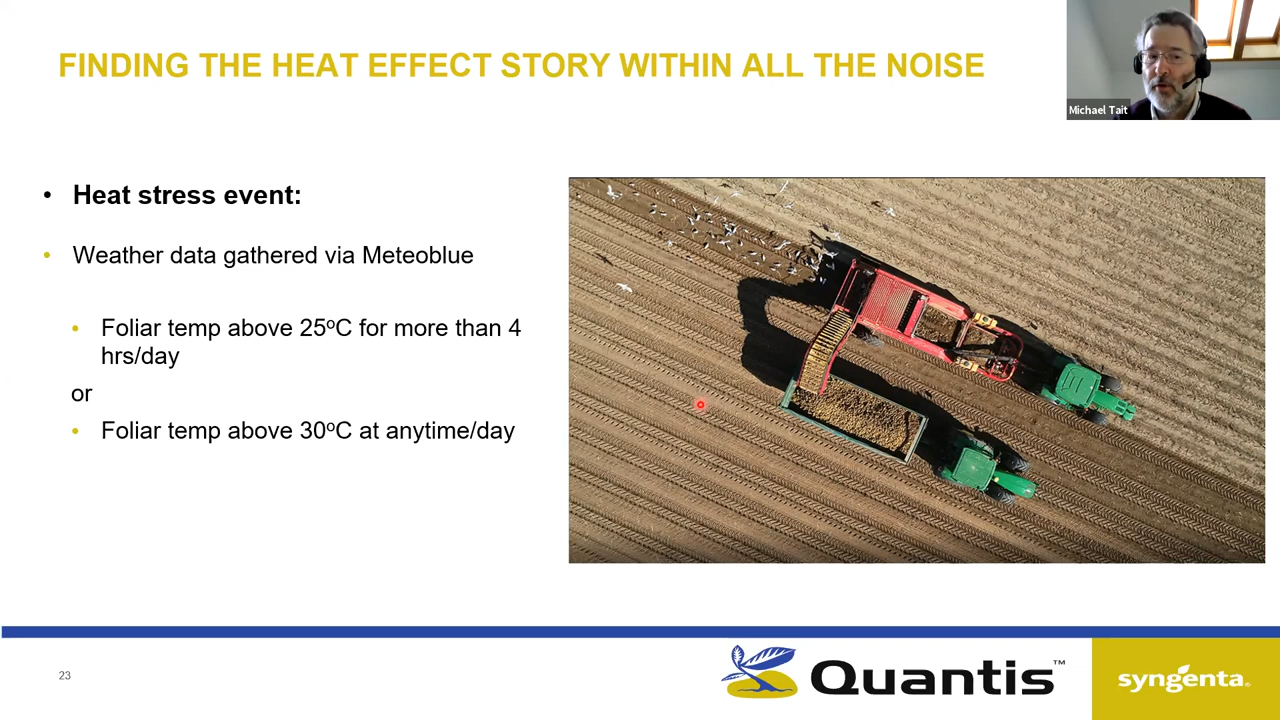 FINDING THE HEAT EFFECT STORY WITHIN ALL THE NOISE
Michael Tait
• Heat stress event:
• Weather data gathered via Meteoblue
• Foliar temp above 25ºC for more than 4
hrs/day
or
• Foliar temp above 30ºC at anytime/day
23
Quantis™
syngenta®